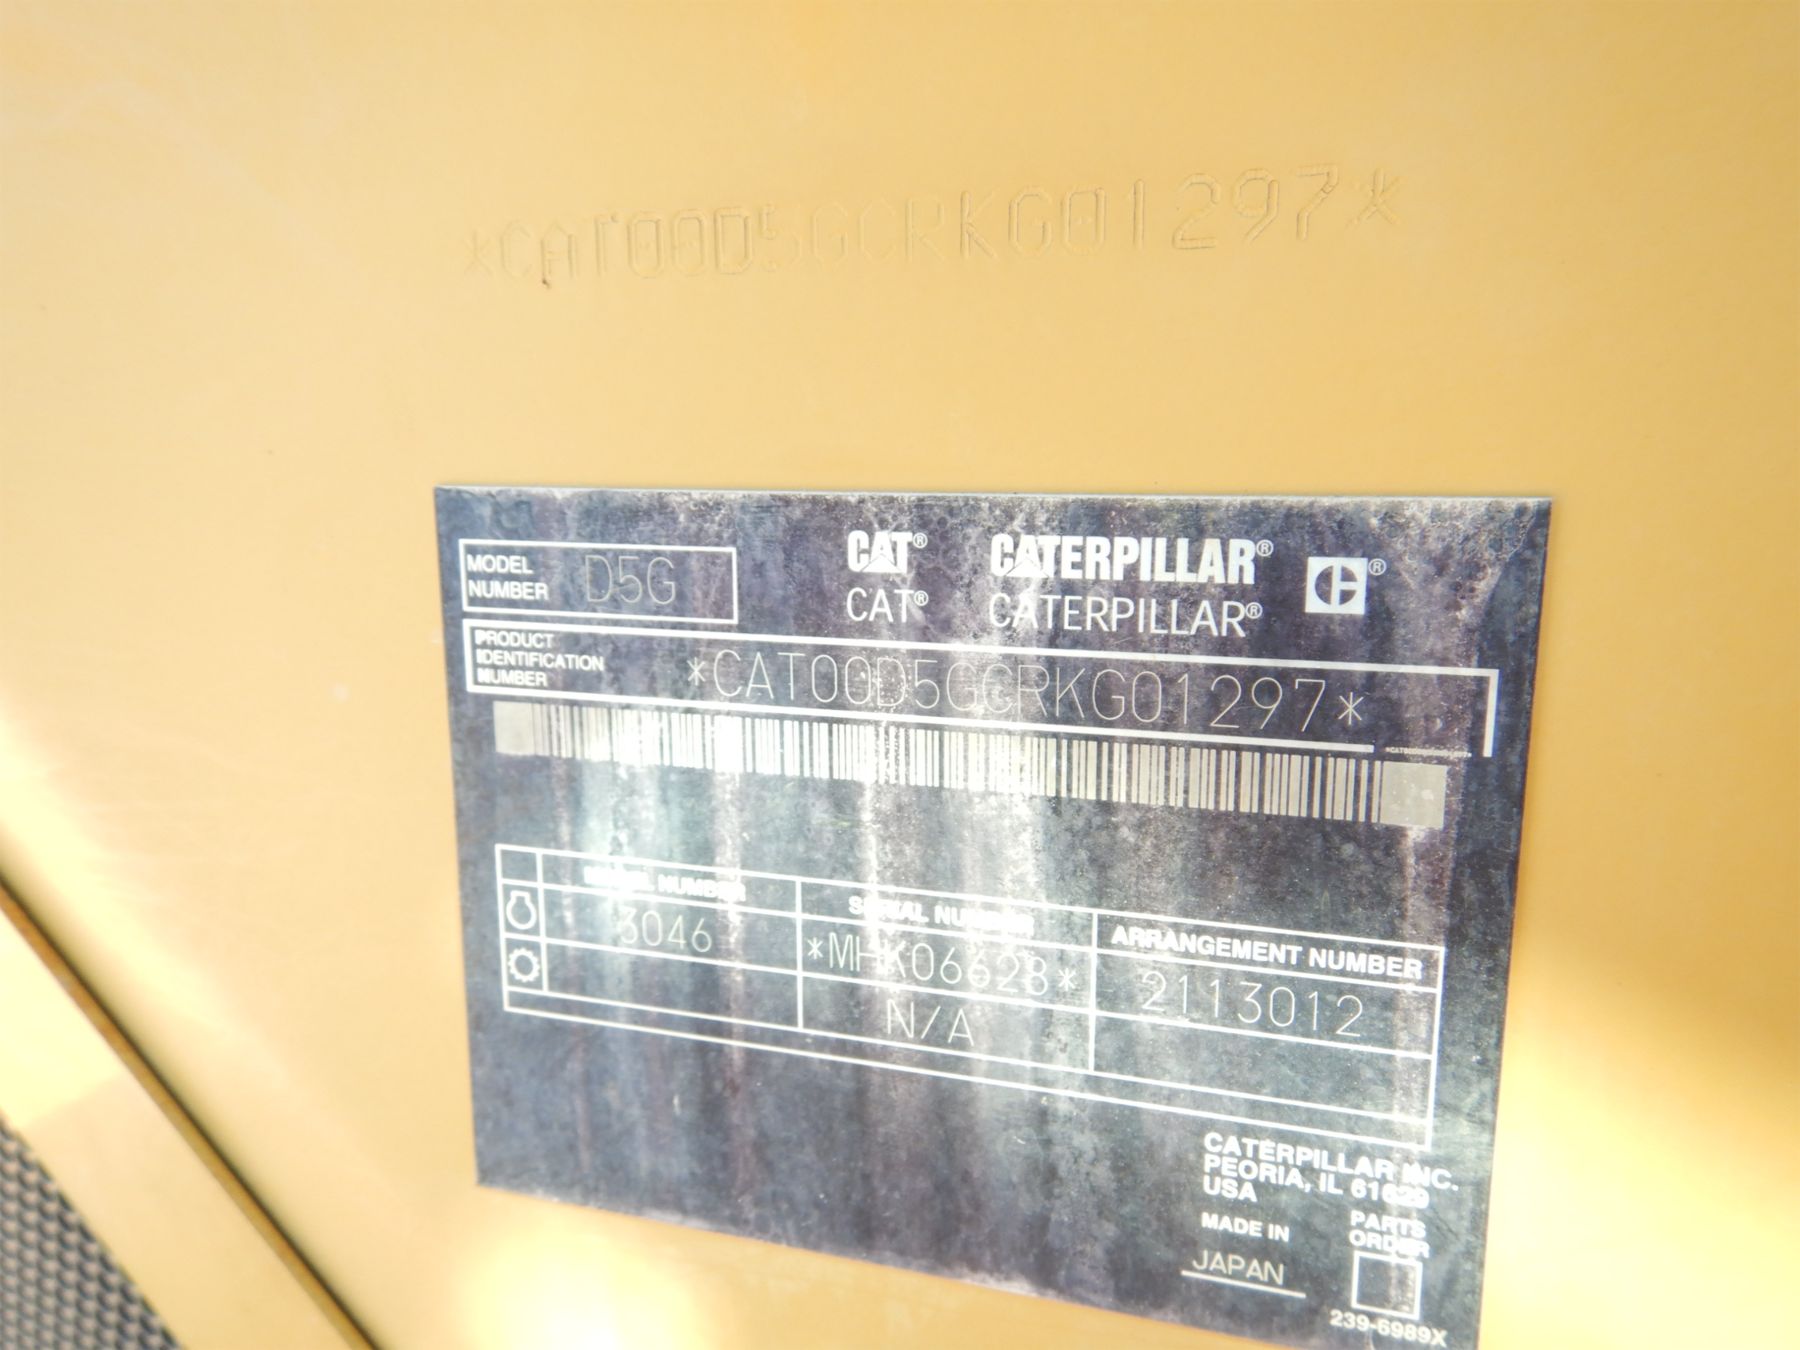 *CAT00D5GCRKG01297*
MODEL NUMBER D5G
CAT® CATERPILLAR® ®
CAT® CATERPILLAR®
PRODUCT IDENTIFICATION NUMBER *CAT00D5GCRKG01297*
MODEL NUMBER SERIAL NUMBER ARRANGEMENT NUMBER
3046 *MHK06628* 2113012
N/A
CATERPILLAR INC.
PEORIA, IL 61629
USA
MADE IN JAPAN
PARTS ORDER
239-6989X